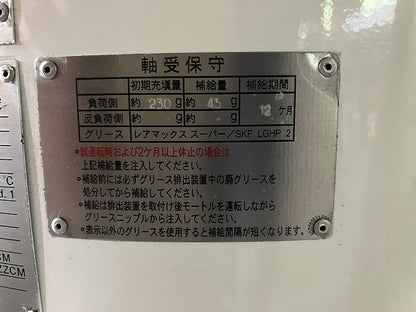 軸受保守
初期充填量 補給量 補給期間
負荷側 約 230 g 約 45 g 12 ケ月
反負荷側 約 - g 約 - g
グリース レアマックス スーパー/SKF LGHP 2
・試運転時および2ケ月以上休止の場合は
上記補給量を注入してください。
・補給前には必ずグリース排出装置中の廃グリースを
処分してから補給してください。
・補給は排出装置を取付け後モートルを運転しながら
グリースニップルから注入してください。
・表示以外のグリースを使用すると補給間隔が短くなります。
℃
d. 1
CM
ZZCM